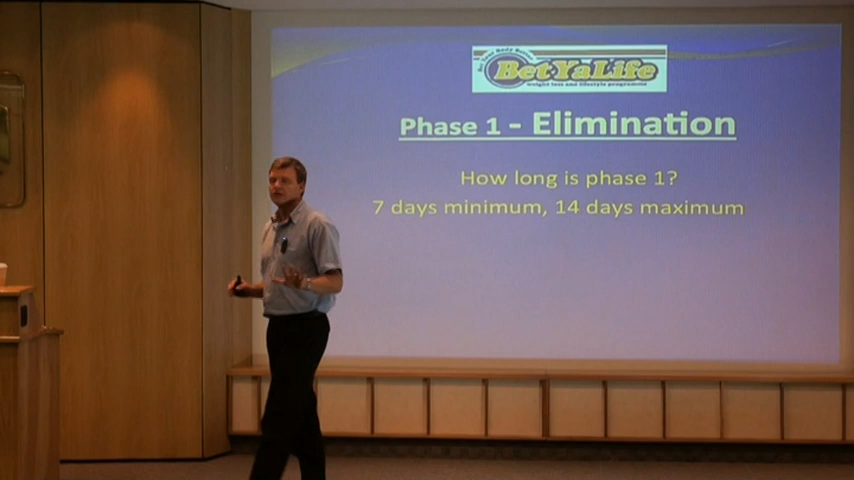 BetYaLife
weight loss and lifestyle programme
Phase 1 - Elimination
How long is phase 1?
7 days minimum, 14 days maximum